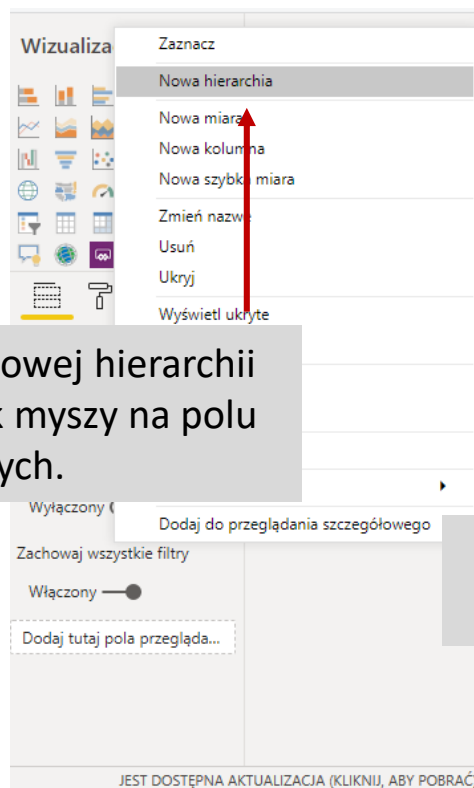 Wizualiza
Zaznacz
Nowa hierarchia
Nowa miara
Nowa kolumna
Nowa szybka miara
Zmień nazwę
Usuń
Ukryj
Wyświetl ukryte
owej hierarchii
myszy na polu
ych.
Wyłączony
Dodaj do przeglądania szczegółowego
Zachowaj wszystkie filtry
Włączony
Dodaj tutaj pola przegląda...
JEST DOSTĘPNA AKTUALIZACJA (KLIKNIJ, ABY POBRAĆ)